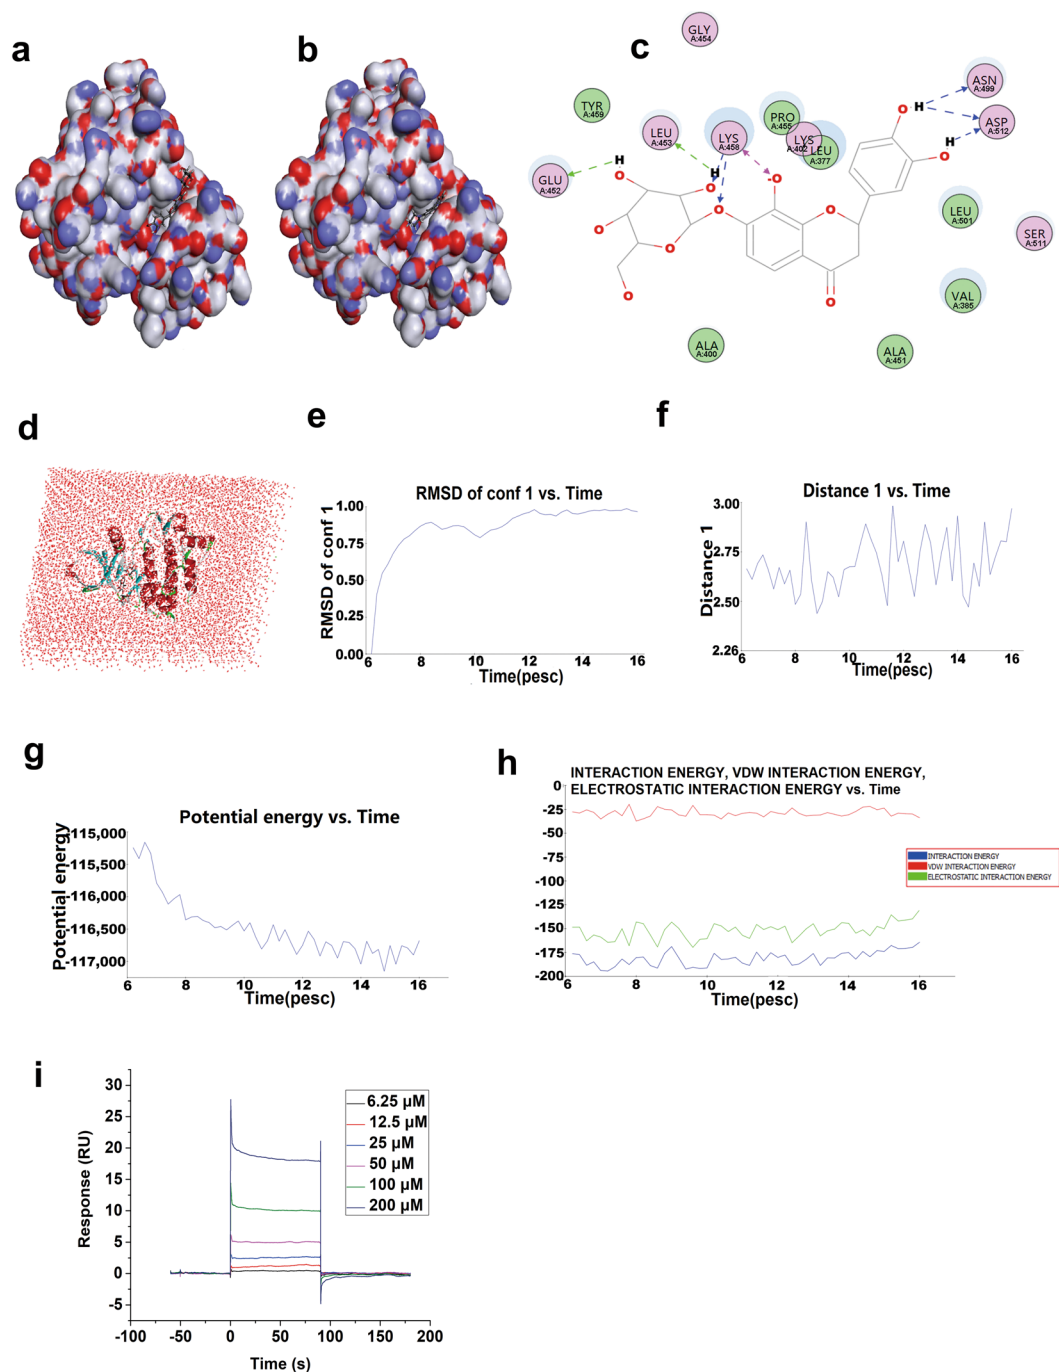 a
b
c
GLY
A:454
TYR
A:459
LEU
A:453
LYS
A:458
PRO
A:455
LYS
A:402
LEU
A:377
ASN
A:499
ASP
A:512
GLU
A:452
LEU
A:501
SER
A:511
VAL
A:385
ALA
A:400
ALA
A:451
H
H
H
H
O
O
O
O
O
O
O
O
O
O
O
d
e
RMSD of conf 1 vs. Time
RMSD of conf 1
1.00
0.75
0.50
0.25
0.00
6 8 10 12 14 16
Time(pesc)
f
Distance 1 vs. Time
Distance 1
3.00
2.75
2.50
2.26
6 8 10 12 14 16
Time(pesc)
g
Potential energy vs. Time
Potential energy
-115,000
-115,500
-116,000
-116,500
-117,000
6 8 10 12 14 16
Time(pesc)
h
INTERACTION ENERGY, VDW INTERACTION ENERGY,
ELECTROSTATIC INTERACTION ENERGY vs. Time
0
-25
-50
-75
-100
-125
-150
-175
-200
6 8 10 12 14 16
Time(pesc)
INTERACTION ENERGY
VDW INTERACTION ENERGY
ELECTROSTATIC INTERACTION ENERGY
i
Response (RU)
30
25
20
15
10
5
0
-5
-100 -50 0 50 100 150 200
Time (s)
6.25 µM
12.5 µM
25 µM
50 µM
100 µM
200 µM